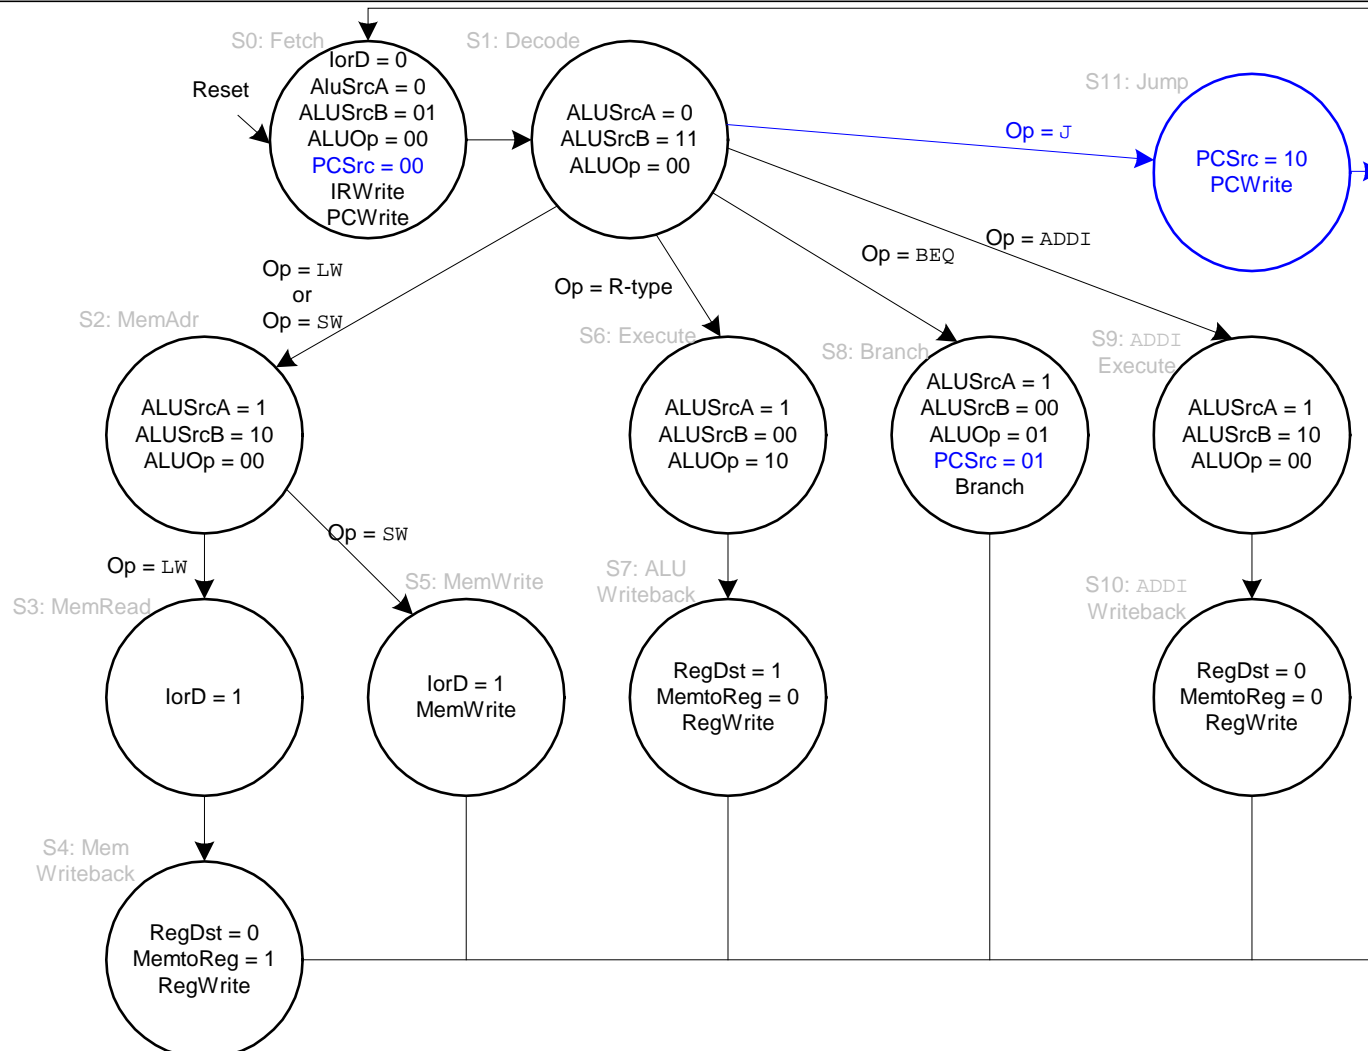 S0: Fetch
Reset
IorD = 0
AluSrcA = 0
ALUSrcB = 01
ALUOp = 00
PCSrc = 00
IRWrite
PCWrite
S1: Decode
ALUSrcA = 0
ALUSrcB = 11
ALUOp = 00
S11: Jump
Op = J
PCSrc = 10
PCWrite
Op = LW
or
Op = SW
Op = R-type
Op = BEQ
Op = ADDI
S2: MemAdr
ALUSrcA = 1
ALUSrcB = 10
ALUOp = 00
S6: Execute
ALUSrcA = 1
ALUSrcB = 00
ALUOp = 10
S8: Branch
ALUSrcA = 1
ALUSrcB = 00
ALUOp = 01
PCSrc = 01
Branch
S9: ADDI
Execute
ALUSrcA = 1
ALUSrcB = 10
ALUOp = 00
Op = LW
Op = SW
S3: MemRead
IorD = 1
S5: MemWrite
IorD = 1
MemWrite
S7: ALU
Writeback
RegDst = 1
MemtoReg = 0
RegWrite
S10: ADDI
Writeback
RegDst = 0
MemtoReg = 0
RegWrite
S4: Mem
Writeback
RegDst = 0
MemtoReg = 1
RegWrite